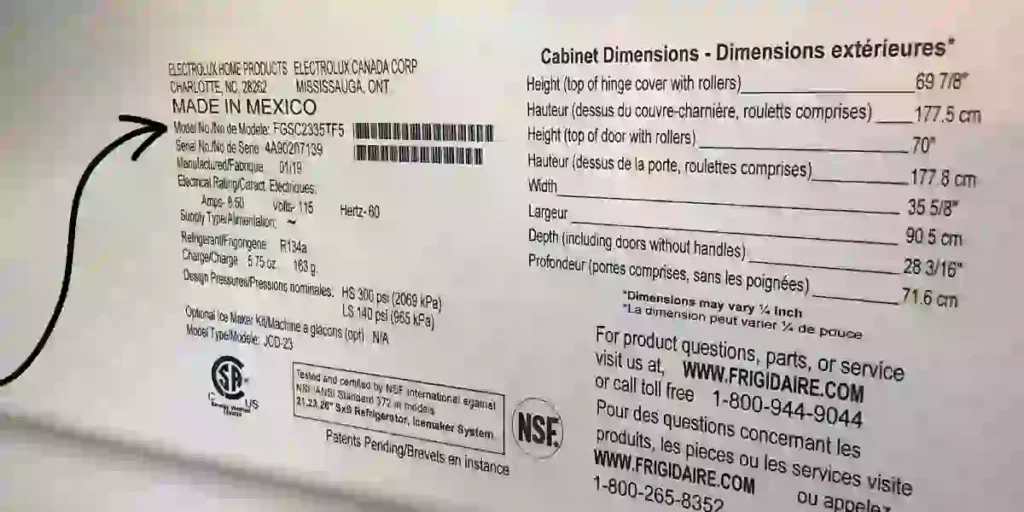 ELECTROLUX HOME PRODUCTS ELECTROLUX CANADA CORP
CHARLOTTE, NC, 28262 MISSISSAUGA, ONT.
MADE IN MEXICO
Model No./No de Modele: FGSC2335TF5
Serial No./No de Serie 4A90207139
Manufactured/Fabrique 01/19
Electrical Rating/Caract. Electriques;
Amps- 8.50 volts- 115 Hertz- 60
Supply Type/Alimentation: ~
Refrigerant/Frigorigene R134a
Charge/Charge 5.75 oz. 163 g.
Design Pressures/Pressions nominales: HS 300 psi (2069 kPa)
LS 140 psi (965 kPa)
Optional Ice Maker Kit/Machine a glacons (opt) N/A
Model Type/Modele: JCD-23
SA
C US
Tested and certified by NSF International against
NSF/ANSI Standard 372 in models
21,23,26" SxS Refrigerator, Icemaker System
NSF.
Patents Pending/Brevets en instance
Cabinet Dimensions - Dimensions extérieures*
Height (top of hinge cover with rollers) 69 7/8"
Hauteur (dessus du couvre-charnière, roulettes comprises) 177.5 cm
Height (top of door with rollers) 70"
Hauteur (dessus de la porte, roulettes comprises) 177.8 cm
Width 35 5/8"
Largeur 90.5 cm
Depth (including doors without handles) 28 3/16"
Profondeur (portes comprises, sans les poignées) 71.6 cm
*Dimensions may vary ¼ inch
*La dimension peut varier ¼ de pouce
For product questions, parts, or service
visit us at, WWW.FRIGIDAIRE.COM
or call toll free 1-800-944-9044
Pour des questions concernant les
produits, les pieces ou les services visite
WWW.FRIGIDAIRE.COM ou appelez
1-800-265-8352